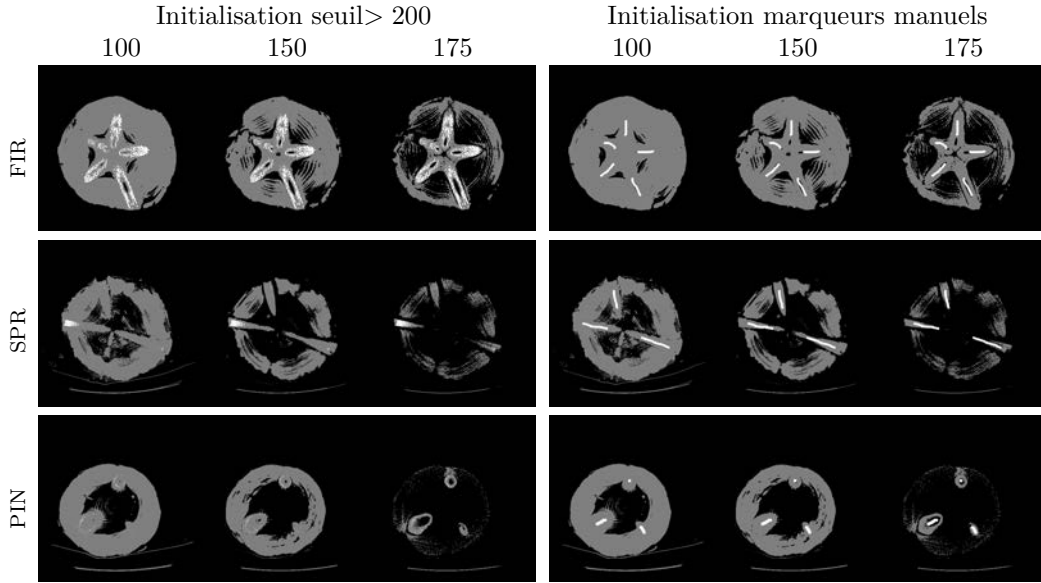 Initialisation seuil> 200
Initialisation marqueurs manuels
100 150 175
100 150 175
FIR
SPR
PIN